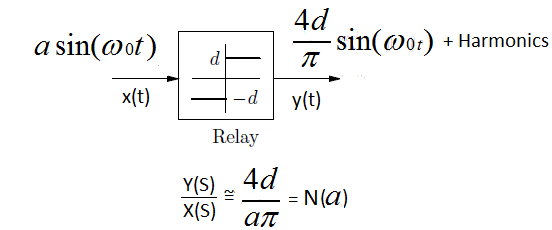 a sin(ω0t)
d
-d
4d/π sin(ω0t) + Harmonics
x(t)
y(t)
Relay
Y(S)/X(S) ≅ 4d/aπ = N(a)